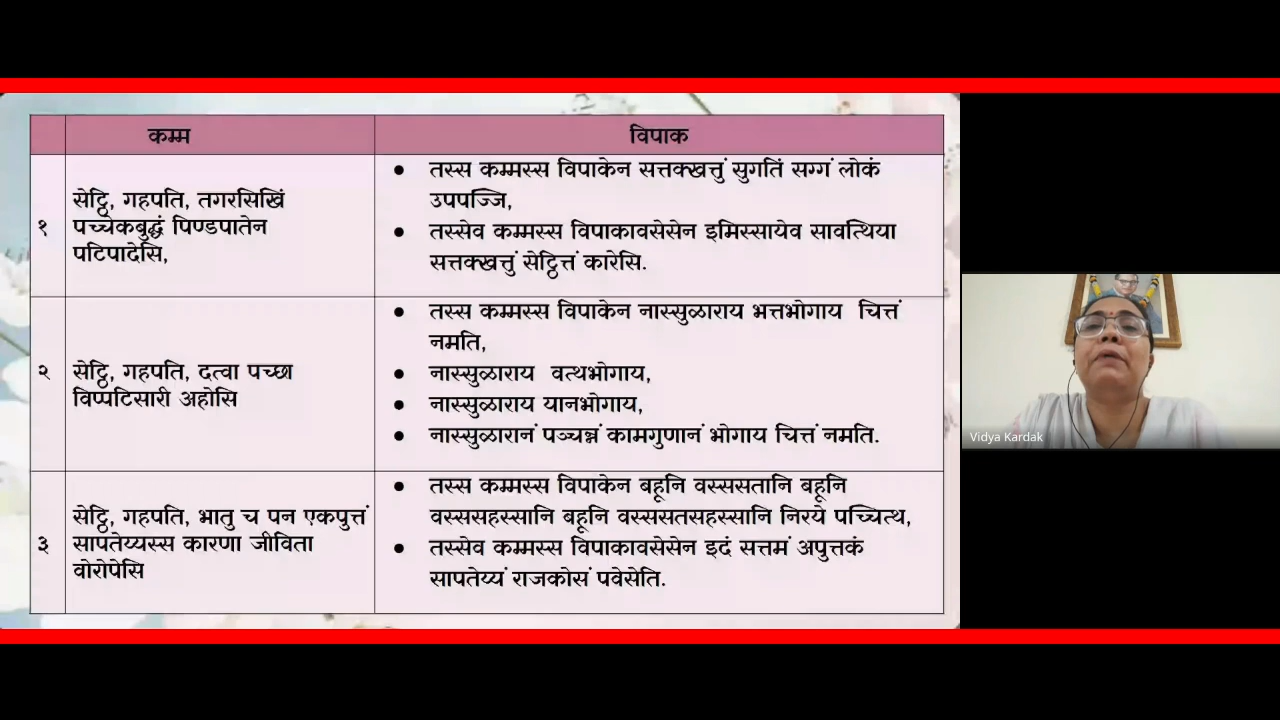 कम्म
विपाक
१
सेट्ठि, गहपति, तगरसिखिं
पच्चेकबुद्धं पिण्डपातेन
पटिपादेसि,
• तस्स कम्मस्स विपाकेन सत्तक्खत्तुं सुगतिं सग्गं लोकं
उपपज्जि,
• तस्सेव कम्मस्स विपाकावसेसेन इमिस्सायेव सावत्थिया
सत्तक्खत्तुं सेट्ठित्तं कारेसि.
२
सेट्ठि, गहपति, दत्वा पच्छा
विप्पटिसारी अहोसि
• तस्स कम्मस्स विपाकेन नास्सुळाराय भत्तभोगाय चित्तं
नमति,
• नास्सुळाराय वत्थभोगाय,
• नास्सुळाराय यानभोगाय,
• नास्सुळारानं पञ्चन्नं कामगुणानं भोगाय चित्तं नमति.
३
सेट्ठि, गहपति, भातु च पन एकपुत्तं
सापतेय्यस्स कारणा जीविता
वोरोपेसि
• तस्स कम्मस्स विपाकेन बहूनि वस्ससतानि बहूनि
वस्ससहस्सानि बहूनि वस्ससतसहस्सानि निरये पच्चित्थ,
• तस्सेव कम्मस्स विपाकावसेसेन इदं सत्तमं अपुत्तकं
सापतेय्यं राजकोसं पवेसेति.
Vidya Kardak